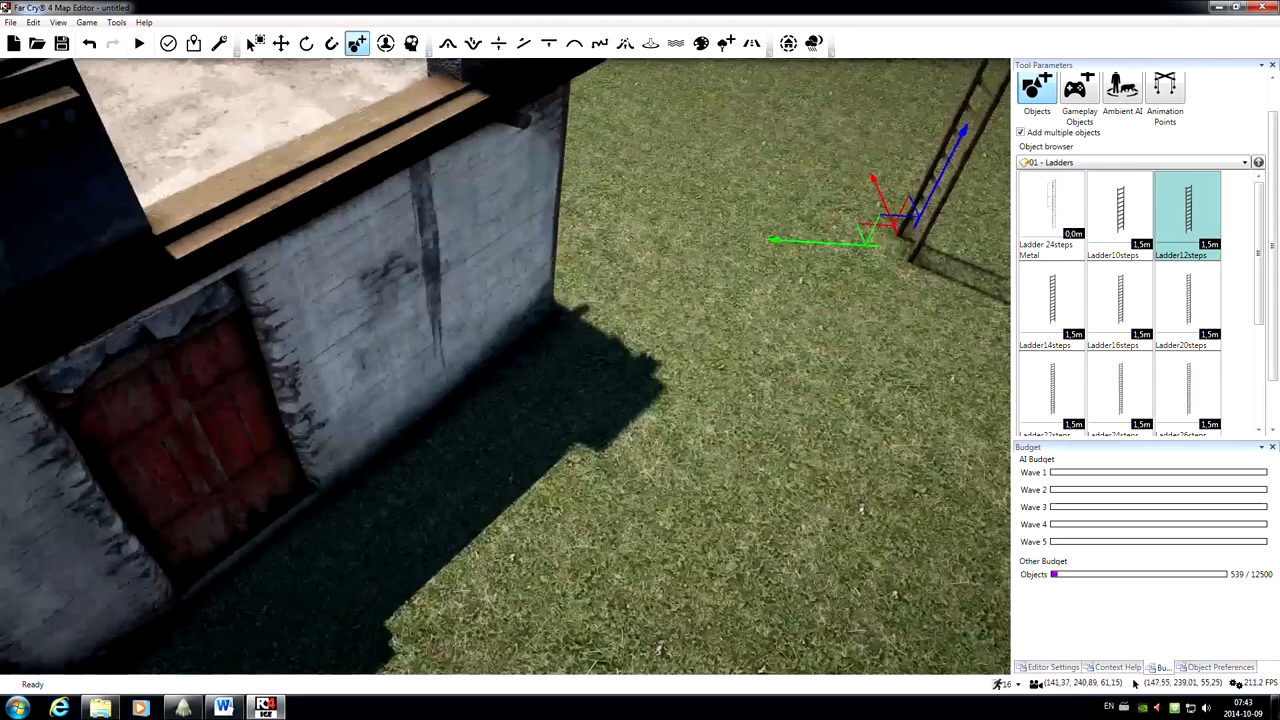 Far Cry® 4 Map Editor - untitled
File Edit View Game Tools Help
Tool Parameters
Objects
Gameplay Objects
Ambient AI
Animation Points
Add multiple objects
Object browser
01 - Ladders
0,0m
Ladder 24steps Metal
1,5m
Ladder10steps
1,5m
Ladder12steps
1,5m
Ladder14steps
1,5m
Ladder16steps
1,5m
Ladder20steps
1,5m
Ladder22steps
1,5m
Ladder24steps
1,5m
Ladder26steps
Budget
AI Budget
Wave 1
Wave 2
Wave 3
Wave 4
Wave 5
Other Budget
Objects 539 / 12500
Editor Settings Context Help Bu... Object Preferences
Ready
16 (141,37, 240,89, 61,15) (147,55, 239,01, 55,25) 211.2 FPS
EN 07:43
2014-10-09